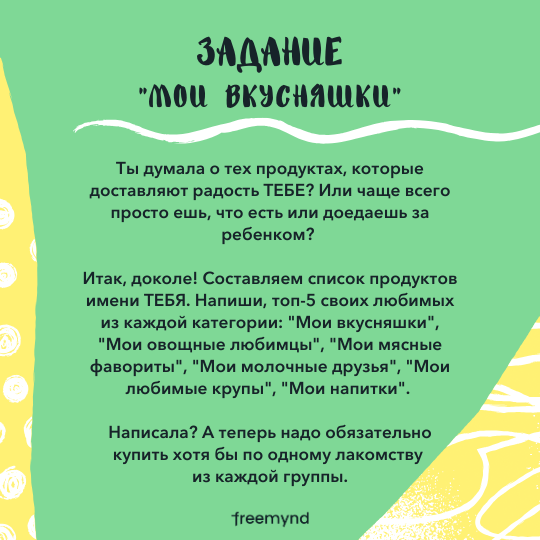 ЗАДАНИЕ
"МОИ ВКУСНЯШКИ"
Ты думала о тех продуктах, которые
доставляют радость ТЕБЕ? Или чаще всего
просто ешь, что есть или доедаешь за
ребенком?
Итак, доколе! Составляем список продуктов
имени ТЕБЯ. Напиши, топ-5 своих любимых
из каждой категории: "Мои вкусняшки",
"Мои овощные любимцы", "Мои мясные
фавориты", "Мои молочные друзья", "Мои
любимые крупы", "Мои напитки".
Написала? А теперь надо обязательно
купить хотя бы по одному лакомству
из каждой группы.
freemynd